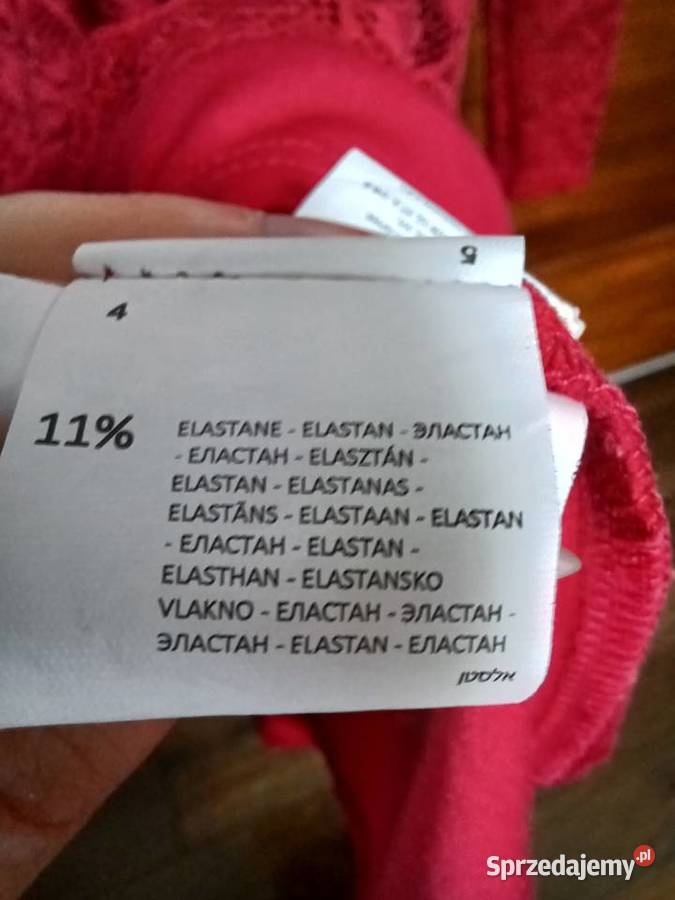 5
4
11%
ELASTANE - ELASTAN - ЭЛАСТАН
- ЕЛАСТАН - ELASZTÁN -
ELASTAN - ELASTANAS -
ELASTĀNS - ELASTAAN - ELASTAN
- ЕЛАСТАН - ELASTAN -
ELASTHAN - ELASTANSKO
VLAKNO - ЕЛАСТАН - ЭЛАСТАН -
ЭЛАСТАН - ELASTAN - ЕЛАСТАН
אלסטן
Sprzedajemy.pl